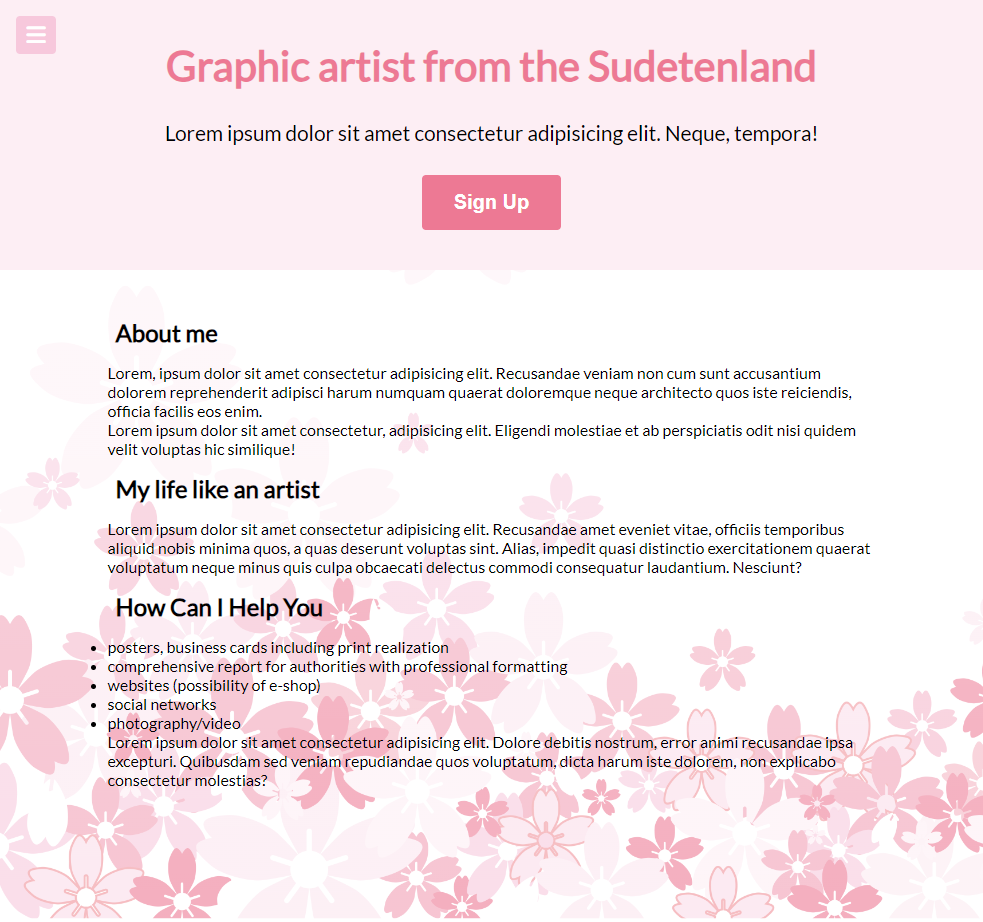 Graphic artist from the Sudetenland
Lorem ipsum dolor sit amet consectetur adipisicing elit. Neque, tempora!
Sign Up
About me
Lorem, ipsum dolor sit amet consectetur adipisicing elit. Recusandae veniam non cum sunt accusantium
dolorem reprehenderit adipisci harum numquam quaerat doloremque neque architecto quos iste reiciendis,
officia facilis eos enim.
Lorem ipsum dolor sit amet consectetur, adipisicing elit. Eligendi molestiae et ab perspiciatis odit nisi quidem
velit voluptas hic similique!
My life like an artist
Lorem ipsum dolor sit amet consectetur adipisicing elit. Recusandae amet eveniet vitae, officiis temporibus
aliquid nobis minima quos, a quas deserunt voluptas sint. Alias, impedit quasi distinctio exercitationem quaerat
voluptatum neque minus quis culpa obcaecati delectus commodi consequatur laudantium. Nesciunt?
How Can I Help You
• posters, business cards including print realization
• comprehensive report for authorities with professional formatting
• websites (possibility of e-shop)
• social networks
• photography/video
Lorem ipsum dolor sit amet consectetur adipisicing elit. Dolore debitis nostrum, error animi recusandae ipsa
excepturi. Quibusdam sed veniam repudiandae quos voluptatum, dicta harum iste dolorem, non explicabo
consectetur molestias?